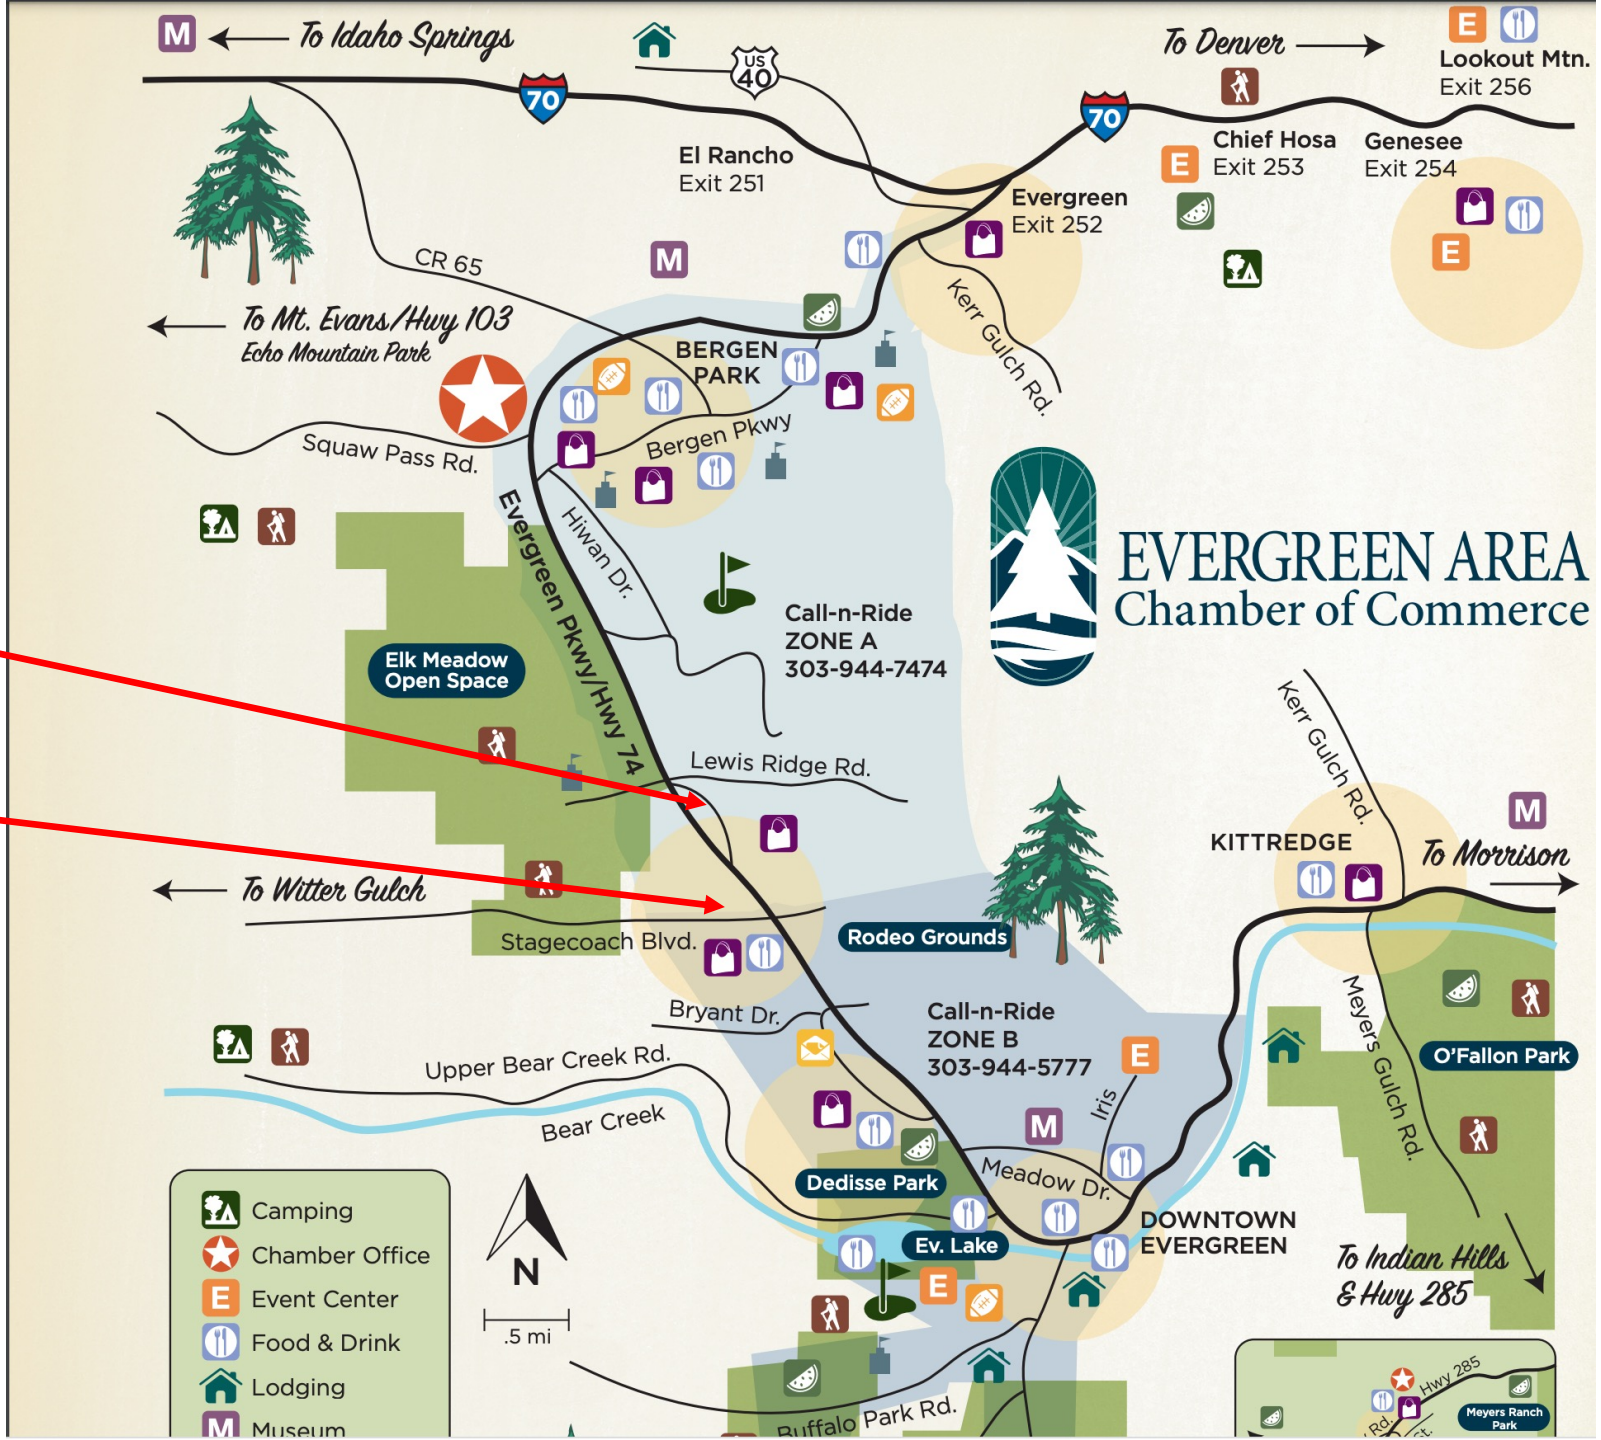 M
To Idaho Springs
US
40
To Denver
E
Lookout Mtn.
Exit 256
70
70
El Rancho
Exit 251
Chief Hosa
Exit 253
E
Genesee
Exit 254
Evergreen
Exit 252
E
M
CR 65
Kerr Gulch Rd.
To Mt. Evans/Hwy 103
Echo Mountain Park
BERGEN
PARK
Bergen Pkwy
Squaw Pass Rd.
Evergreen Pkwy/Hwy 74
Hiwan Dr.
EVERGREEN AREA
Chamber of Commerce
Call-n-Ride
ZONE A
303-944-7474
Elk Meadow
Open Space
Kerr Gulch Rd.
Lewis Ridge Rd.
M
KITTREDGE
To Morrison
To Witter Gulch
Stagecoach Blvd.
Rodeo Grounds
Bryant Dr.
Call-n-Ride
ZONE B
303-944-5777
Meyers Gulch Rd.
O'Fallon Park
E
Upper Bear Creek Rd.
Bear Creek
Iris
M
Meadow Dr.
Dedisse Park
DOWNTOWN
EVERGREEN
Ev. Lake
E
To Indian Hills
& Hwy 285
N
.5 mi
Camping
Chamber Office
E Event Center
Food & Drink
Lodging
M Museum
Buffalo Park Rd.
Hwy 285
Meyers Ranch
Park
Rd.
St.